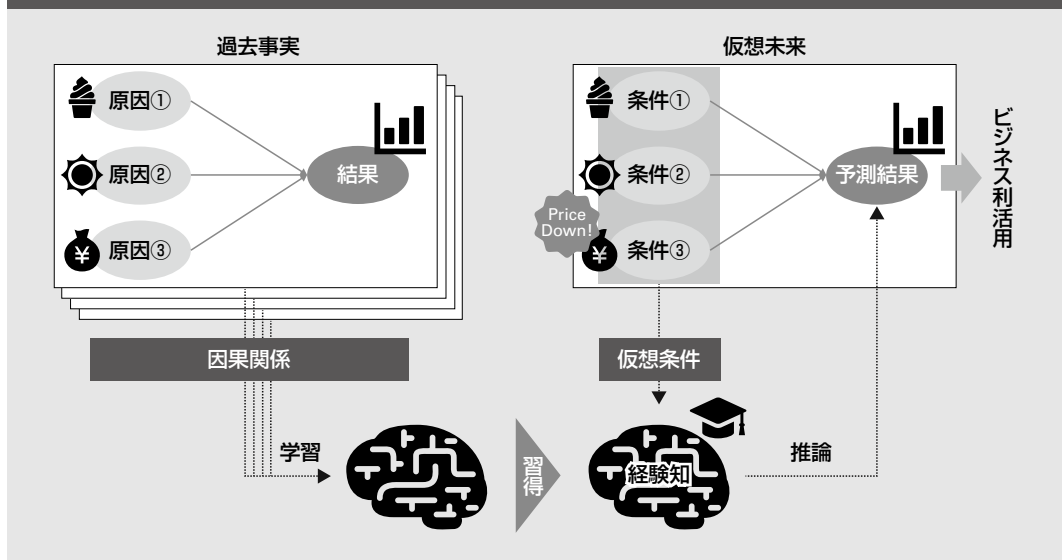 過去事実
原因①
原因②
原因③
結果
¥
因果関係
学習
習得
仮想未来
条件①
条件②
条件③
Price
Down!
¥
予測結果
ビジネス利活用
仮想条件
経験知
推論